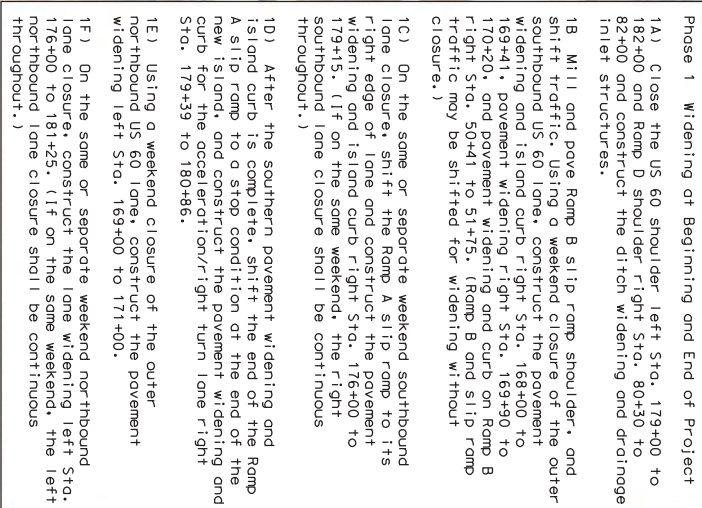 Phase 1  Widening at Beginning and End of Project
1A)  Close the US 60 shoulder left Sta. 179+00 to
182+00 and Ramp D shoulder right Sta. 80+30 to
82+00 and construct the ditch widening and drainage
inlet structures.
1B  Mill and pave Ramp B slip ramp shoulder, and
shift traffic. Using a weekend closure of the outer
southbound US 60 lane, construct the pavement
widening and island curb right Sta. 168+00 to
169+41, pavement widening right Sta. 169+90 to
170+20, and pavement widening and curb on Ramp B
right Sta. 50+41 to 51+75. (Ramp B and slip ramp
traffic may be shifted for widening without
closure.)
1C)  On the same or separate weekend southbound
lane closure, shift the Ramp A slip ramp to its
right edge of lane and construct the pavement
widening and island curb right Sta. 176+00 to
179+15. (If on the same weekend, the right
southbound lane closure shall be continuous
throughout.)
1D)  After the southern pavement widening and
island curb is complete, shift the end of the Ramp
A slip ramp to a stop condition at the end of the
new island, and construct the pavement widening and
curb for the acceleration/right turn lane right
Sta. 179+39 to 180+86.
1E)  Using a weekend closure of the outer
northbound US 60 lane, construct the pavement
widening left Sta. 169+00 to 171+00.
1F)  On the same or separate weekend northbound
lane closure, construct the lane widening left Sta.
176+00 to 181+25. (If on the same weekend, the left
northbound lane closure shall be continuous
throughout.)